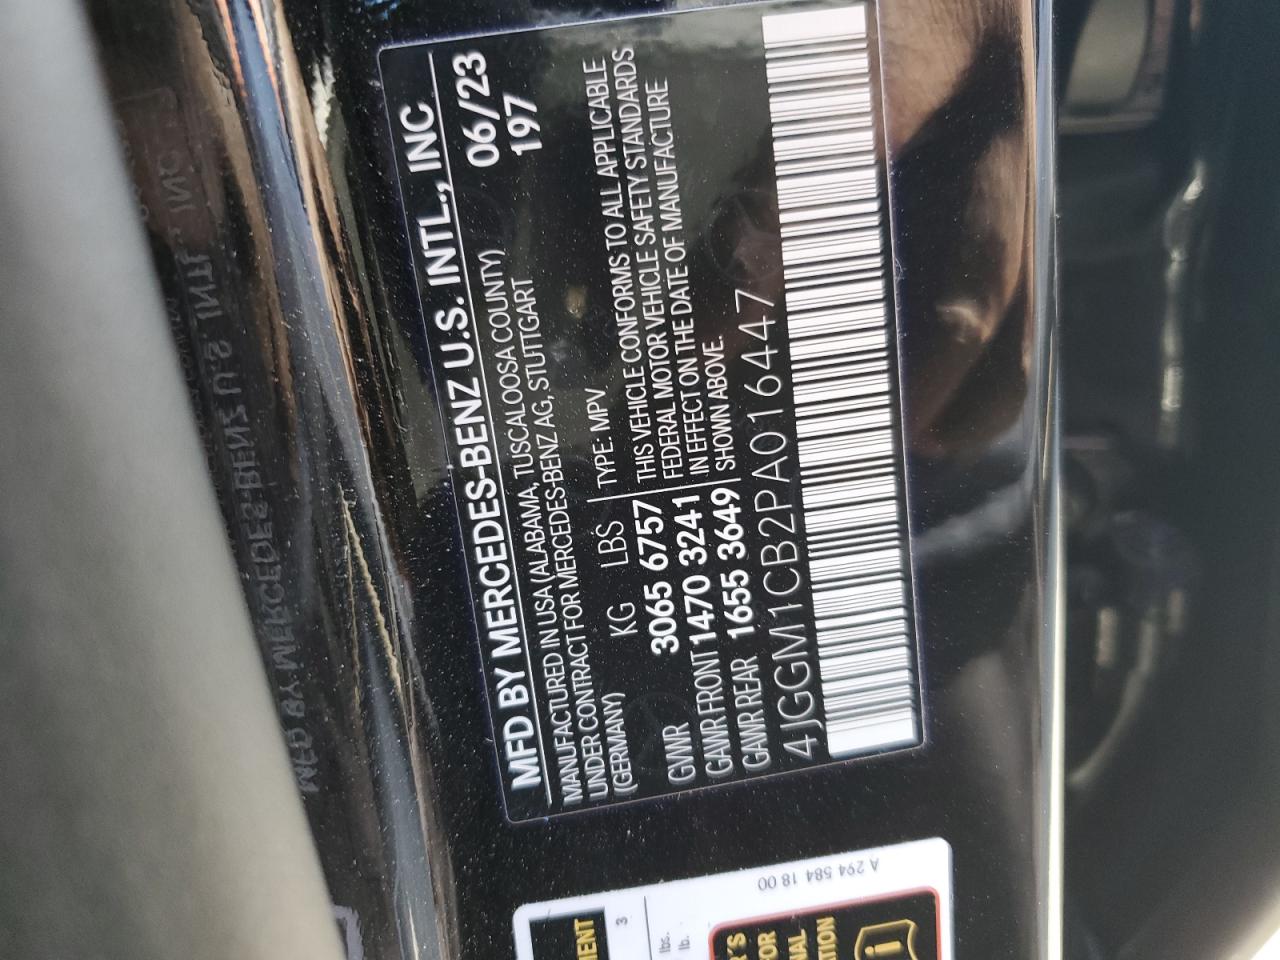 MFD BY MERCEDES-BENZ U.S. INTL., INC
MANUFACTURED IN USA (ALABAMA, TUSCALOOSA COUNTY) 06/23
UNDER CONTRACT FOR MERCEDES-BENZ AG, STUTTGART 197
(GERMANY) KG LBS TYPE: MPV
GVWR 3065 6757 THIS VEHICLE CONFORMS TO ALL APPLICABLE
GAWR FRONT 1470 3241 FEDERAL MOTOR VEHICLE SAFETY STANDARDS
GAWR REAR 1655 3649 IN EFFECT ON THE DATE OF MANUFACTURE
SHOWN ABOVE.
4JGGM1CB2PA016447
A 294 584 18 00
3
lbs.
lb.